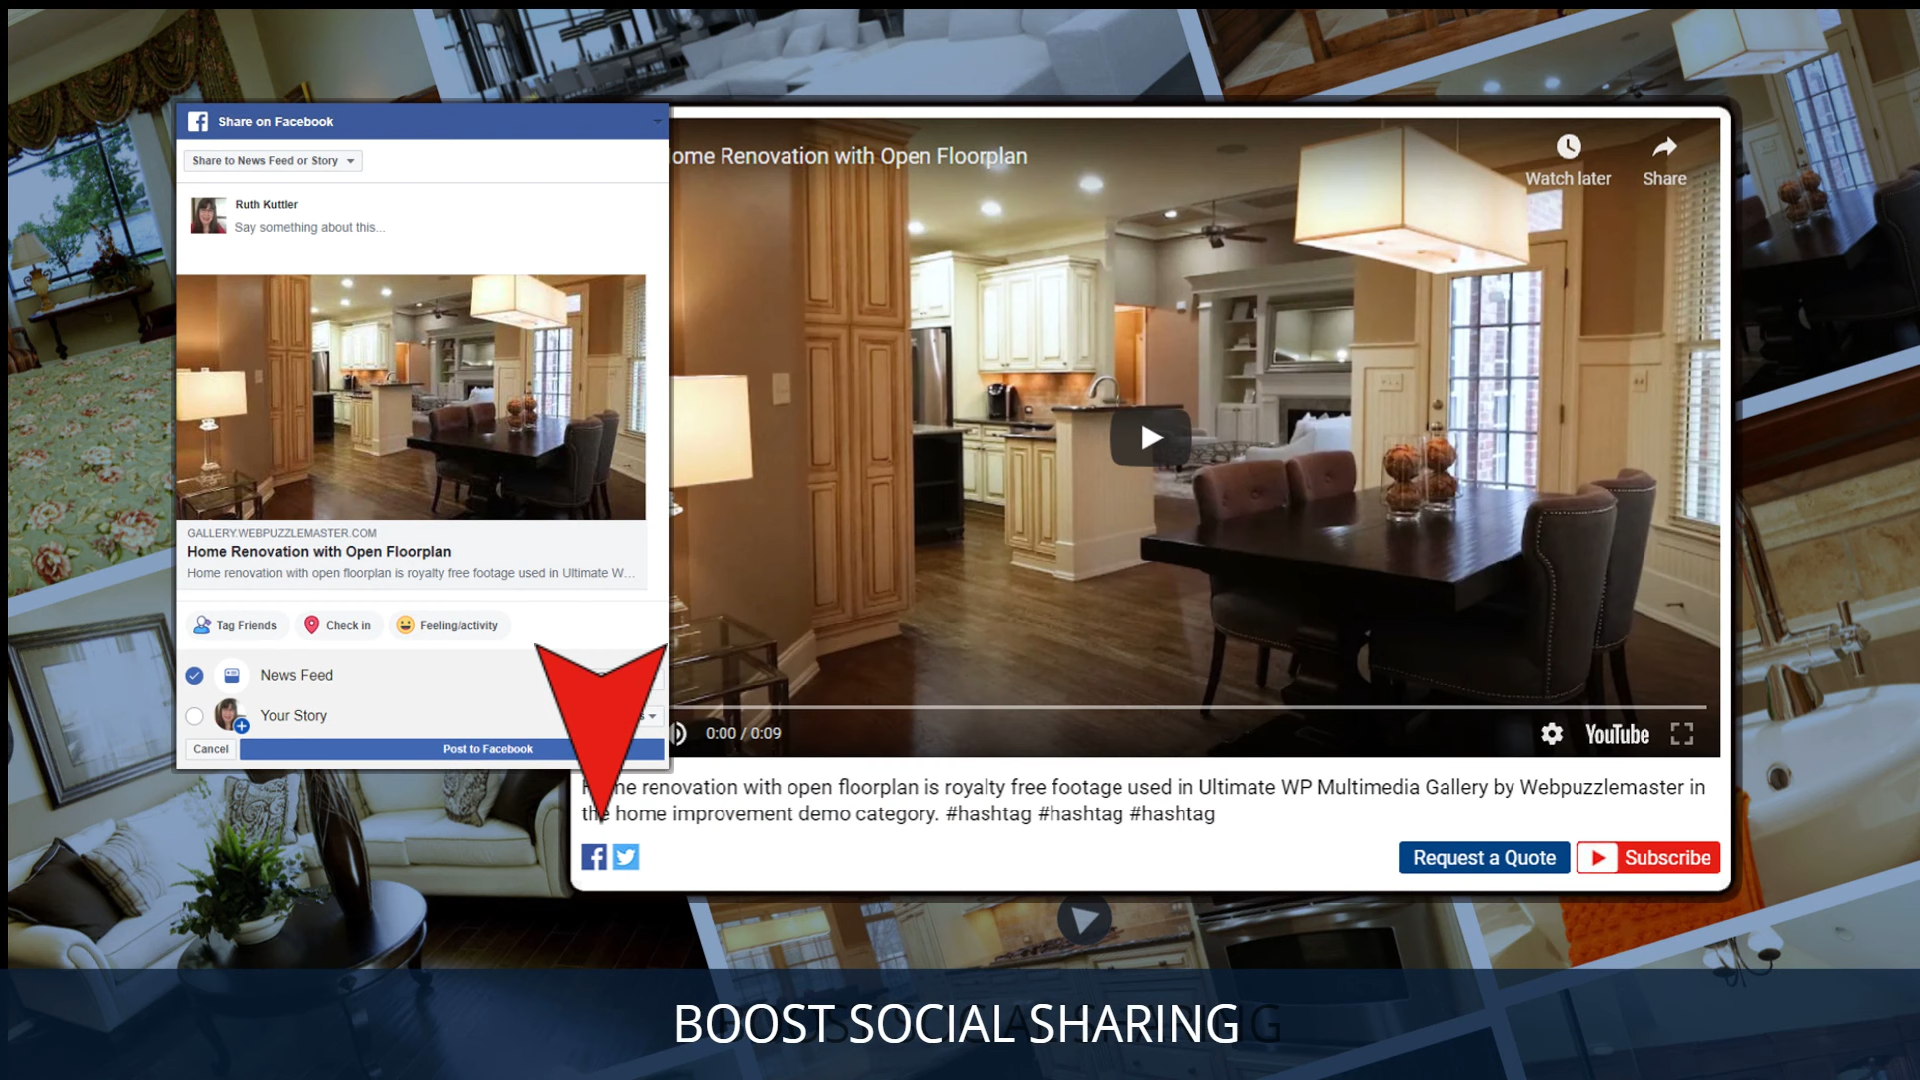 Share on Facebook
Share to News Feed or Story
Ruth Kuttler
Say something about this...
GALLERY.WEBPUZZLEMASTER.COM
Home Renovation with Open Floorplan
Home renovation with open floorplan is royalty free footage used in Ultimate W...
Tag Friends Check in Feeling/activity
News Feed
Your Story
Cancel Post to Facebook
ome Renovation with Open Floorplan
Watch later Share
0:00 / 0:09
YouTube
me renovation with open floorplan is royalty free footage used in Ultimate WP Multimedia Gallery by Webpuzzlemaster in
the home improvement demo category. #hashtag #hashtag #hashtag
Request a Quote Subscribe
BOOST SOCIAL SHARING